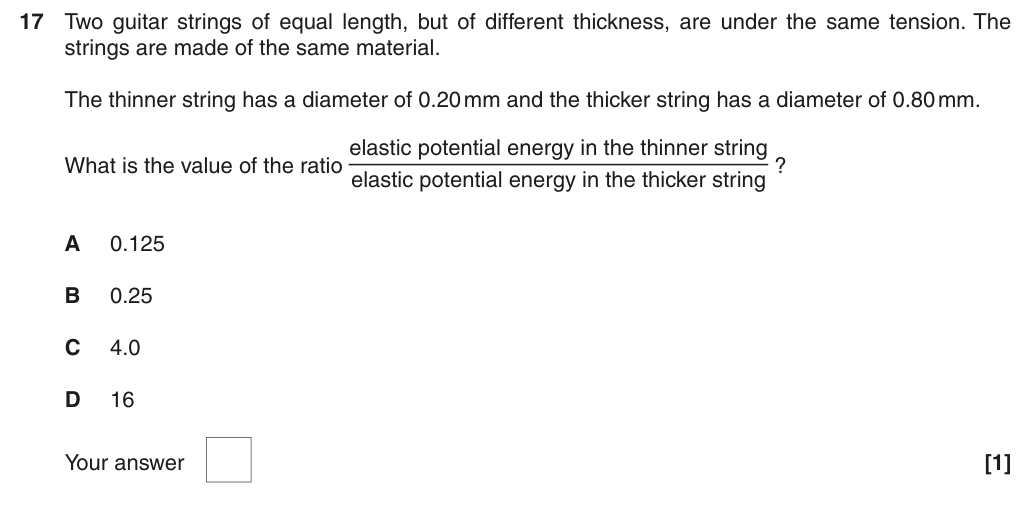 17 Two guitar strings of equal length, but of different thickness, are under the same tension. The
strings are made of the same material.
The thinner string has a diameter of 0.20 mm and the thicker string has a diameter of 0.80 mm.
What is the value of the ratio elastic potential energy in the thinner string / elastic potential energy in the thicker string ?
A 0.125
B 0.25
C 4.0
D 16
Your answer [1]